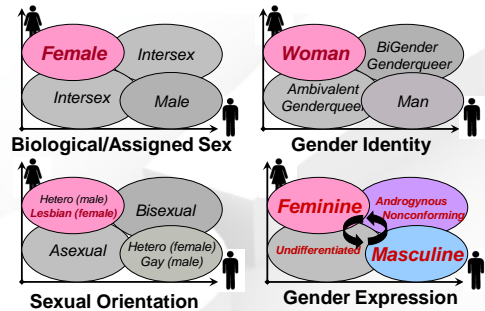 Female
Intersex
Intersex
Male
Biological/Assigned Sex
Woman
BiGender
Genderqueer
Ambivalent
Genderqueer
Man
Gender Identity
Hetero (male)
Lesbian (female)
Bisexual
Asexual
Hetero (female)
Gay (male)
Sexual Orientation
Feminine
Androgynous
Nonconforming
Undifferentiated
Masculine
Gender Expression